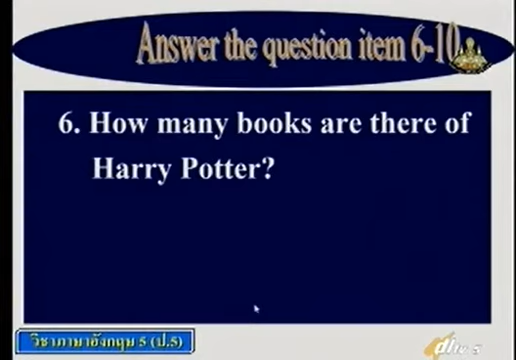 Answer the question item 6-10
6. How many books are there of
Harry Potter?
วิชาภาษาอังกฤษ 5 (ป.5)